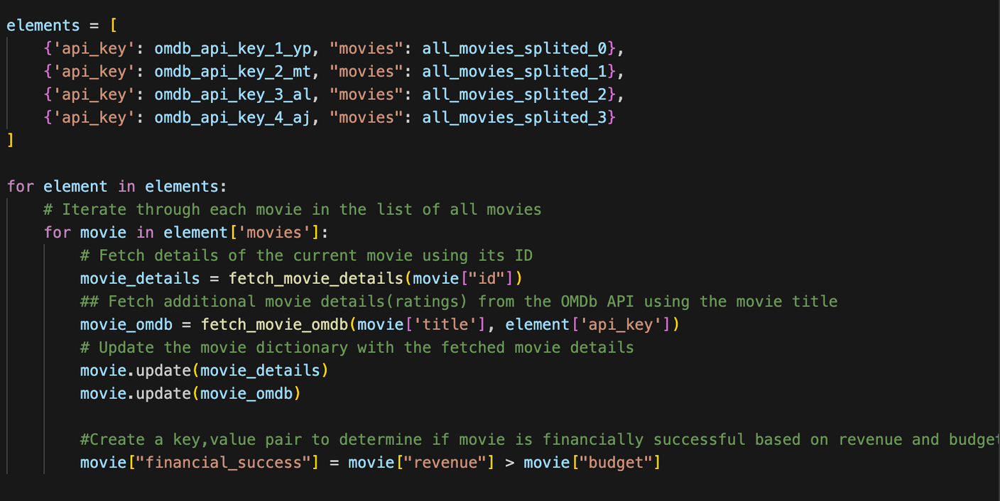 elements = [
    {'api_key': omdb_api_key_1_yp, "movies": all_movies_splited_0},
    {'api_key': omdb_api_key_2_mt, "movies": all_movies_splited_1},
    {'api_key': omdb_api_key_3_al, "movies": all_movies_splited_2},
    {'api_key': omdb_api_key_4_aj, "movies": all_movies_splited_3}
]

for element in elements:
    # Iterate through each movie in the list of all movies
    for movie in element['movies']:
        # Fetch details of the current movie using its ID
        movie_details = fetch_movie_details(movie["id"])
        ## Fetch additional movie details(ratings) from the OMDb API using the movie title
        movie_omdb = fetch_movie_omdb(movie['title'], element['api_key'])
        # Update the movie dictionary with the fetched movie details
        movie.update(movie_details)
        movie.update(movie_omdb)

        #Create a key,value pair to determine if movie is financially successful based on revenue and budget
        movie["financial_success"] = movie["revenue"] > movie["budget"]